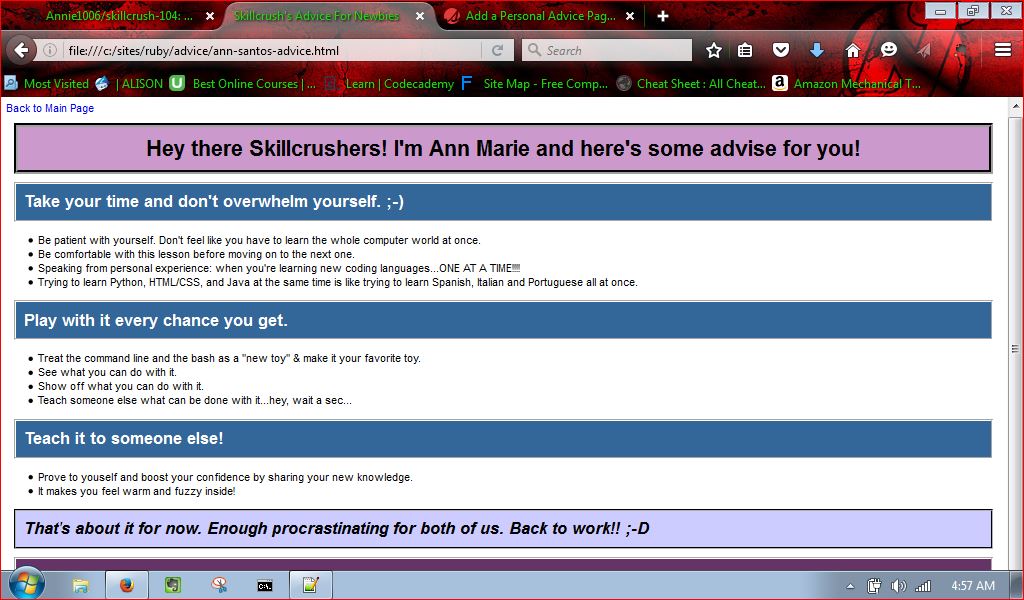 Annie1006/skillcrush-104: ...
Skillcrush's Advice For Newbies
Add a Personal Advice Pag...
file:///c:/sites/ruby/advice/ann-santos-advice.html
Search
Most Visited
| ALISON
Best Online Courses | ...
Learn | Codecademy
Site Map - Free Comp...
Cheat Sheet : All Cheat...
Amazon Mechanical T...
Back to Main Page
Hey there Skillcrushers! I'm Ann Marie and here's some advise for you!
Take your time and don't overwhelm yourself. ;-)
• Be patient with yourself. Don't feel like you have to learn the whole computer world at once.
• Be comfortable with this lesson before moving on to the next one.
• Speaking from personal experience: when you're learning new coding languages...ONE AT A TIME!!!!
• Trying to learn Python, HTML/CSS, and Java at the same time is like trying to learn Spanish, Italian and Portuguese all at once.
Play with it every chance you get.
• Treat the command line and the bash as a "new toy" & make it your favorite toy.
• See what you can do with it.
• Show off what you can do with it.
• Teach someone else what can be done with it...hey, wait a sec...
Teach it to someone else!
• Prove to youself and boost your confidence by sharing your new knowledge.
• It makes you feel warm and fuzzy inside!
That's about it for now. Enough procrastinating for both of us. Back to work!! ;-D
4:57 AM